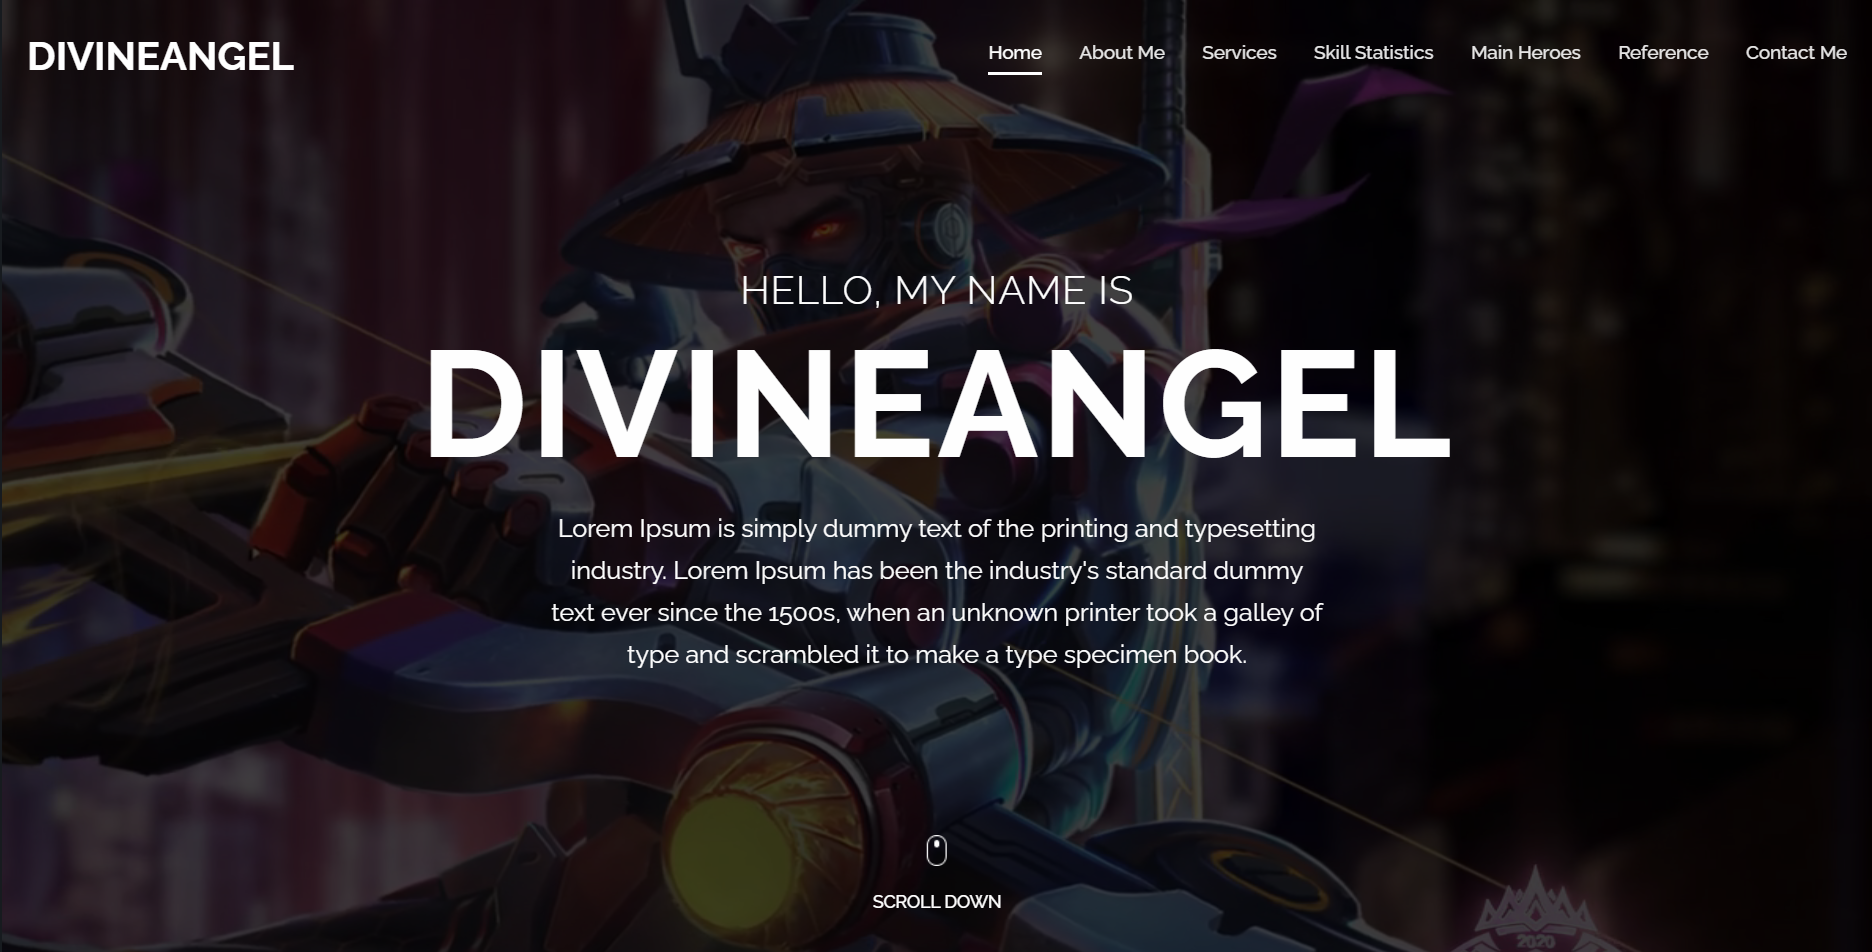 DIVINEANGEL
Home About Me Services Skill Statistics Main Heroes Reference Contact Me
HELLO, MY NAME IS
DIVINEANGEL
Lorem Ipsum is simply dummy text of the printing and typesetting
industry. Lorem Ipsum has been the industry's standard dummy
text ever since the 1500s, when an unknown printer took a galley of
type and scrambled it to make a type specimen book.
SCROLL DOWN
2020